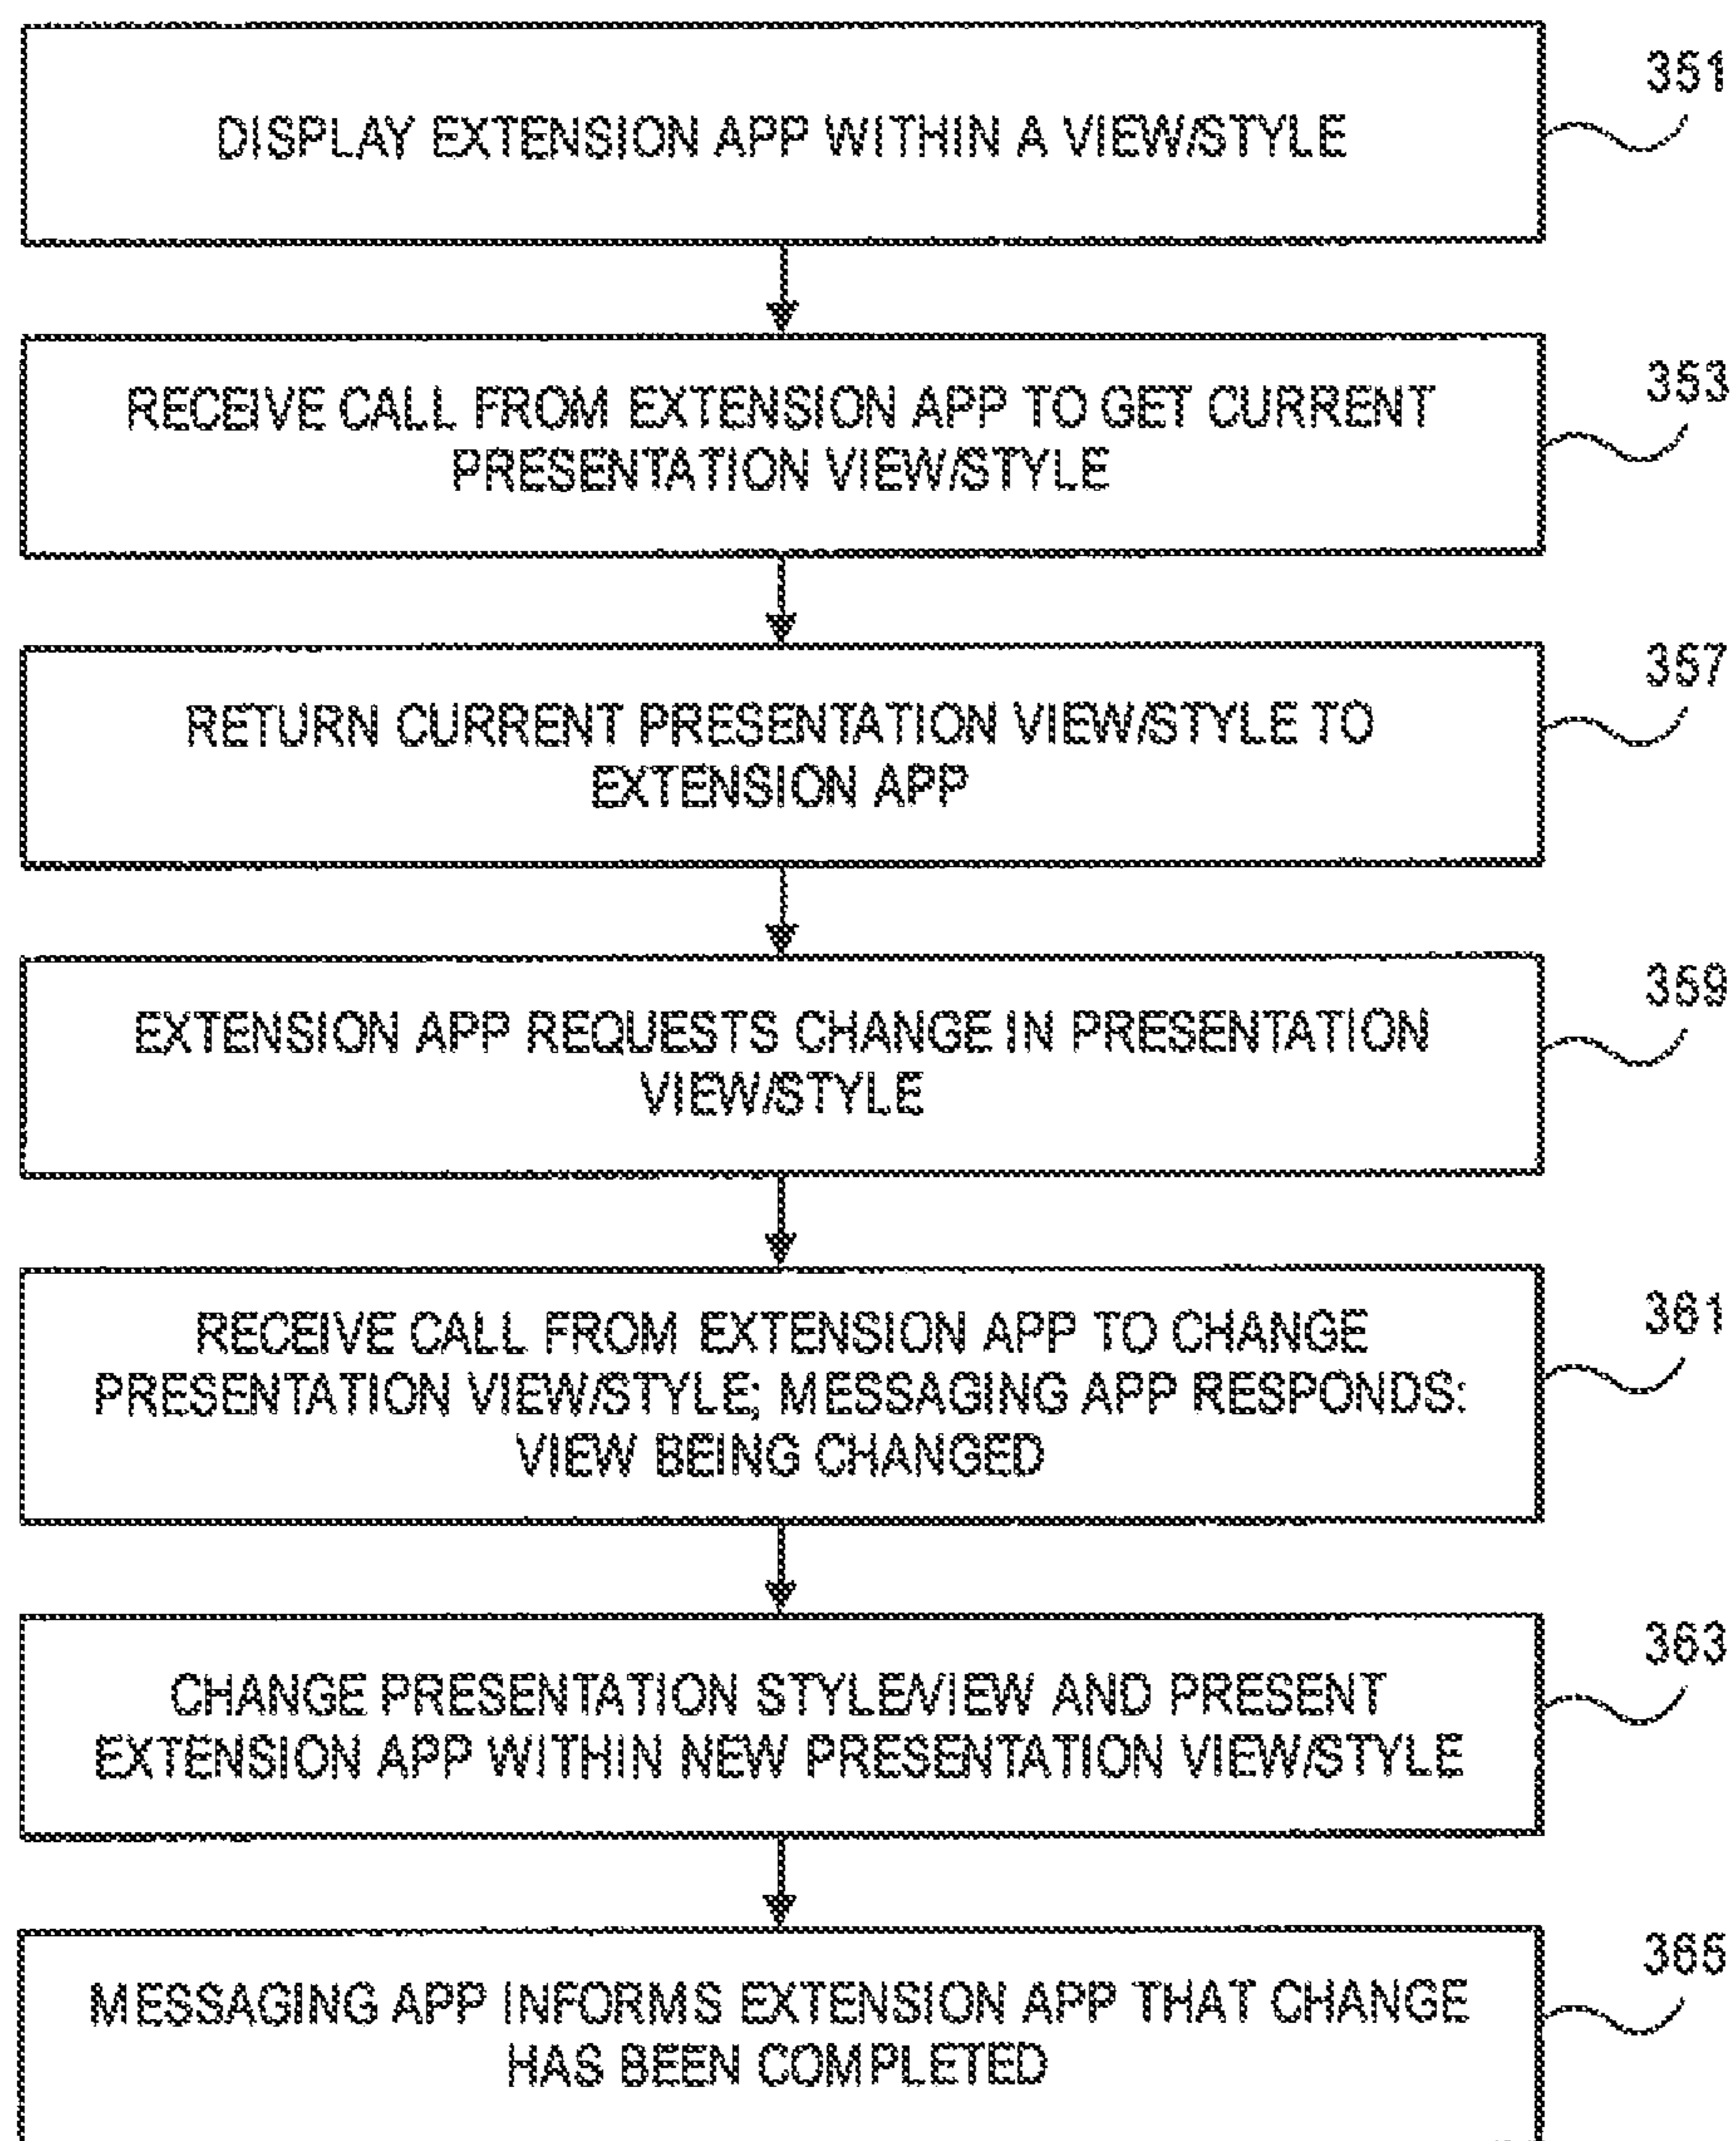 DISPLAY EXTENSION APP WITHIN A VIEW/STYLE
351
RECEIVE CALL FROM EXTENSION APP TO GET CURRENT
PRESENTATION VIEW/STYLE
353
RETURN CURRENT PRESENTATION VIEW/STYLE TO
EXTENSION APP
357
EXTENSION APP REQUESTS CHANGE IN PRESENTATION
VIEW/STYLE
359
RECEIVE CALL FROM EXTENSION APP TO CHANGE
PRESENTATION VIEW/STYLE; MESSAGING APP RESPONDS:
VIEW BEING CHANGED
361
CHANGE PRESENTATION STYLE/VIEW AND PRESENT
EXTENSION APP WITHIN NEW PRESENTATION VIEW/STYLE
363
MESSAGING APP INFORMS EXTENSION APP THAT CHANGE
HAS BEEN COMPLETED
365